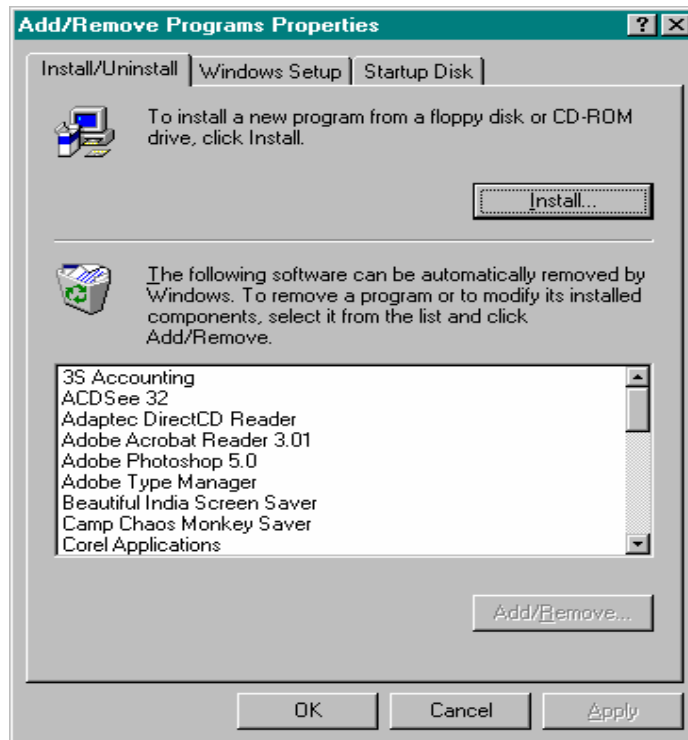 Add/Remove Programs Properties
Install/Uninstall Windows Setup Startup Disk
To install a new program from a floppy disk or CD-ROM
drive, click Install.
Install...
The following software can be automatically removed by
Windows. To remove a program or to modify its installed
components, select it from the list and click
Add/Remove.
3S Accounting
ACDSee 32
Adaptec DirectCD Reader
Adobe Acrobat Reader 3.01
Adobe Photoshop 5.0
Adobe Type Manager
Beautiful India Screen Saver
Camp Chaos Monkey Saver
Corel Applications
Add/Remove...
OK Cancel Apply